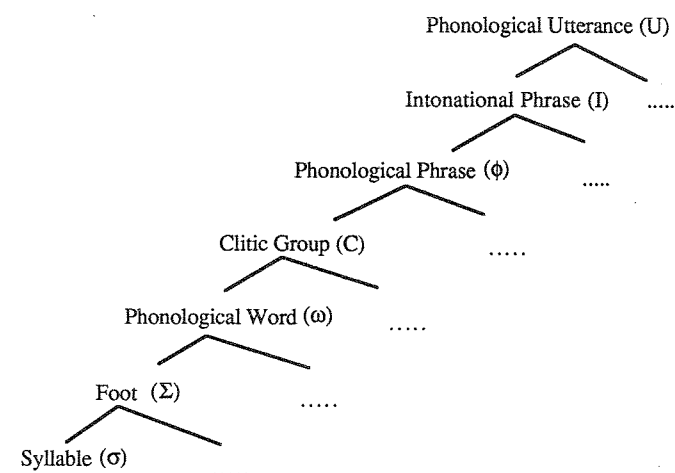 Phonological Utterance (U)
Intonational Phrase (I) .....
Phonological Phrase (ϕ) .....
Clitic Group (C) .....
Phonological Word (ω) .....
Foot (Σ) .....
Syllable (σ)